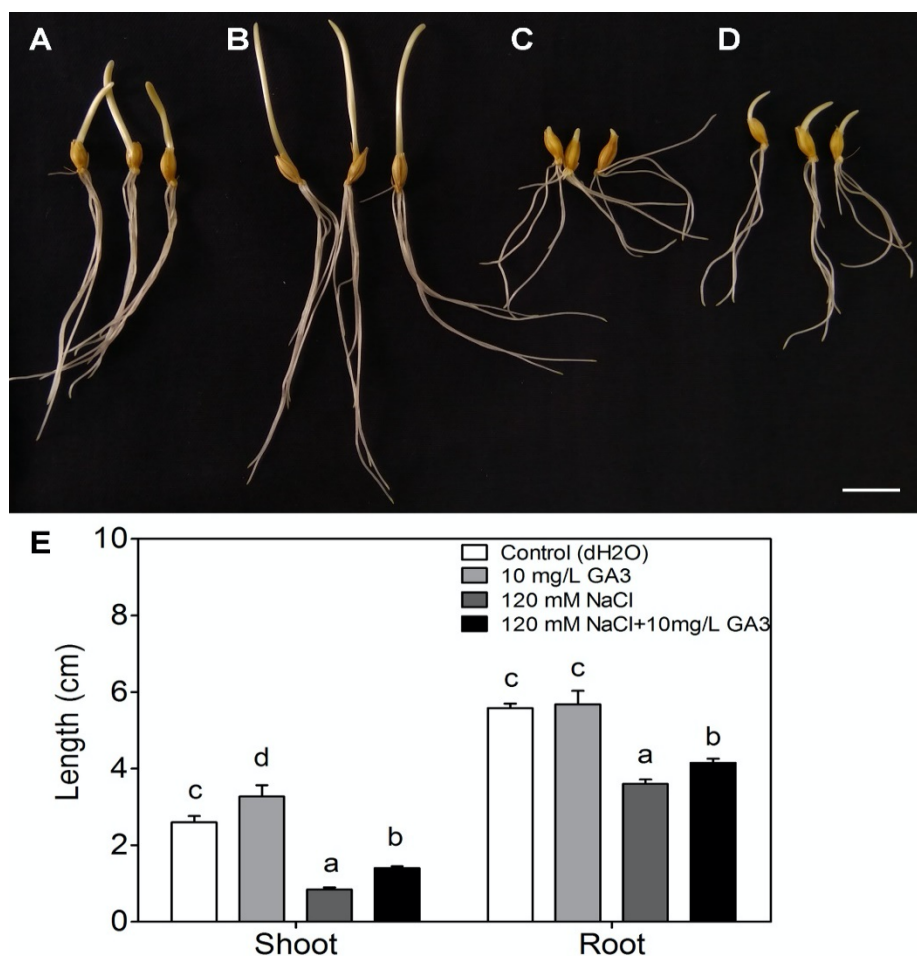 A
B
C
D
E
10
8
6
4
2
0
Length (cm)
Control (dH2O)
10 mg/L GA3
120 mM NaCl
120 mM NaCl+10mg/L GA3
c
d
a
b
c
c
a
b
Shoot
Root